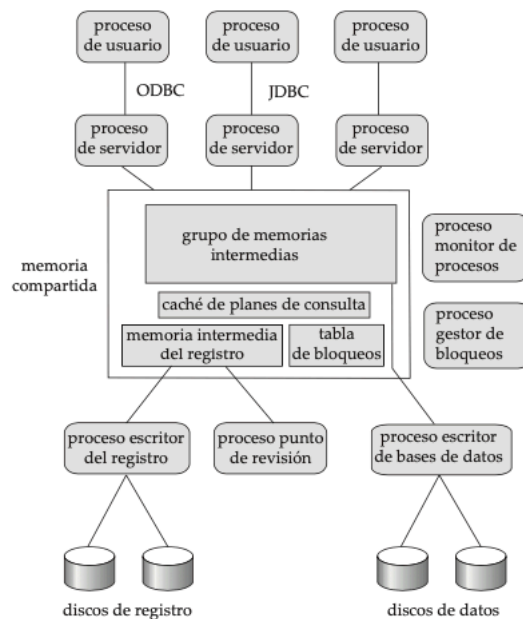 proceso
de usuario
proceso
de usuario
proceso
de usuario
ODBC
JDBC
proceso
de servidor
proceso
de servidor
proceso
de servidor
memoria
compartida
grupo de memorias
intermedias
caché de planes de consulta
memoria intermedia
del registro
tabla
de bloqueos
proceso
monitor de
procesos
proceso
gestor de
bloqueos
proceso escritor
del registro
proceso punto
de revisión
proceso escritor
de bases de datos
discos de registro
discos de datos